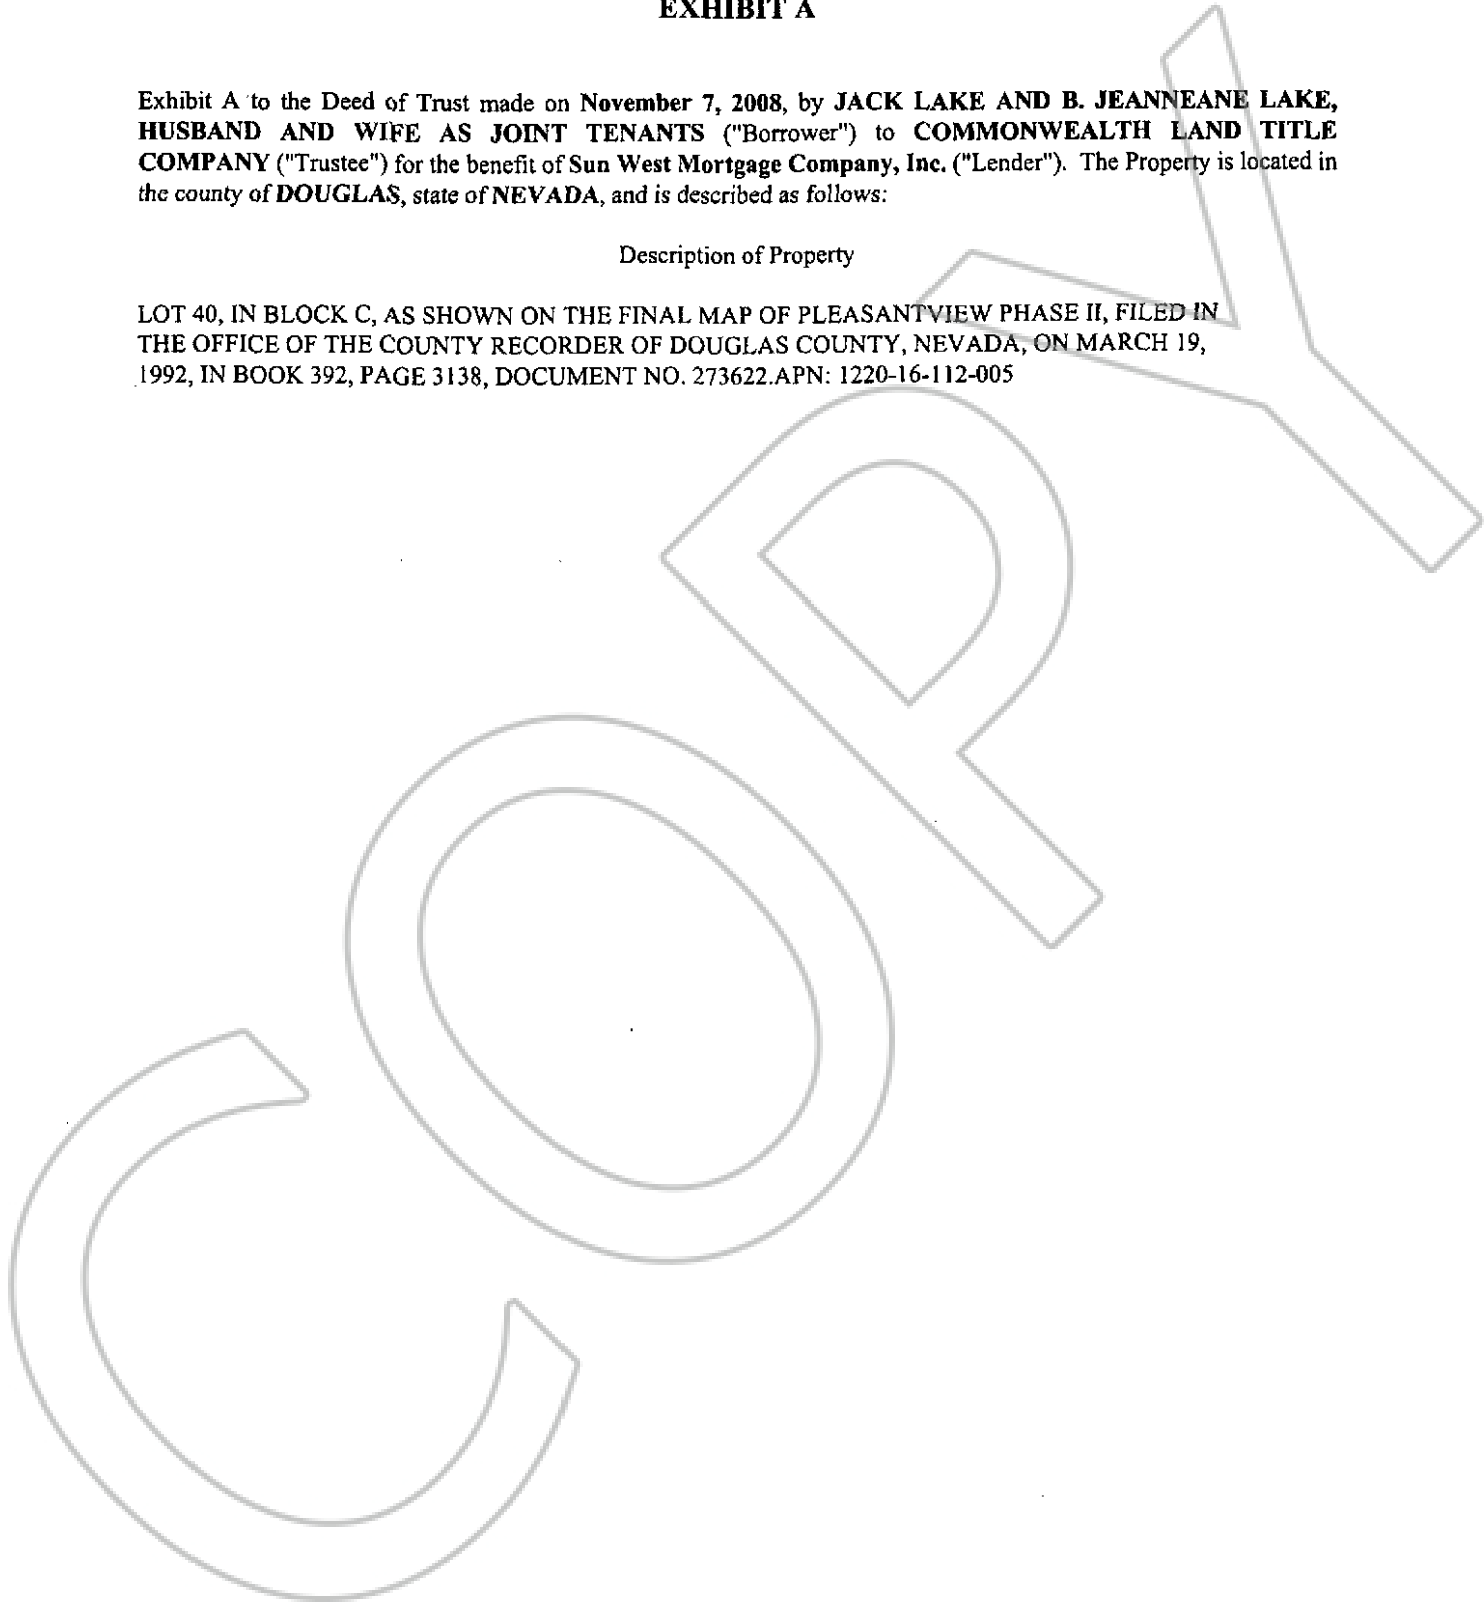 EXHIBIT A
Exhibit A to the Deed of Trust made on November 7, 2008, by JACK LAKE AND B. JEANNEANE LAKE,
HUSBAND AND WIFE AS JOINT TENANTS ("Borrower") to COMMONWEALTH LAND TITLE
COMPANY ("Trustee") for the benefit of Sun West Mortgage Company, Inc. ("Lender"). The Property is located in
the county of DOUGLAS, state of NEVADA, and is described as follows:
Description of Property
LOT 40, IN BLOCK C, AS SHOWN ON THE FINAL MAP OF PLEASANTVIEW PHASE II, FILED IN
THE OFFICE OF THE COUNTY RECORDER OF DOUGLAS COUNTY, NEVADA, ON MARCH 19,
1992, IN BOOK 392, PAGE 3138, DOCUMENT NO. 273622.APN: 1220-16-112-005
COPY